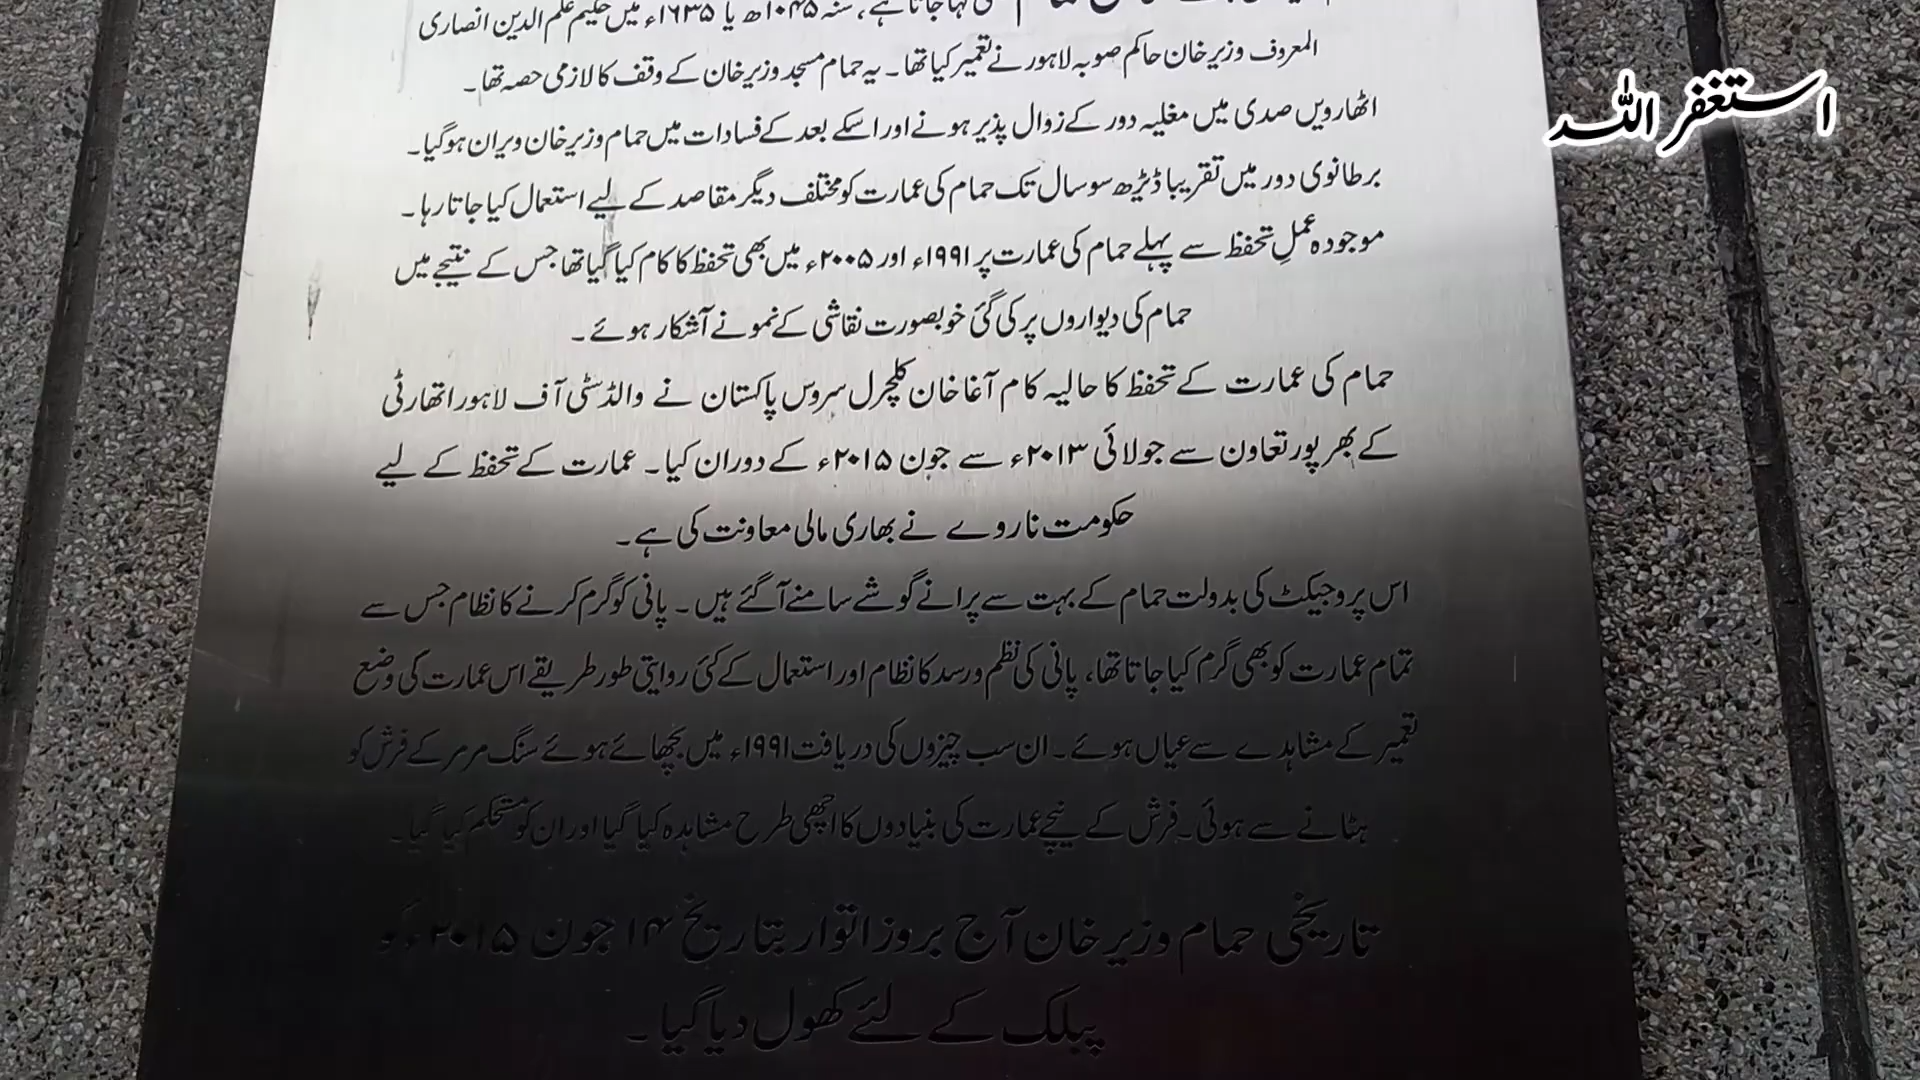 کہا جاتا ہے، سنہ ۱۰۴۵ھ یا ۱۶۳۵ء میں حکیم علم الدین انصاری
المعروف وزیر خان حاکم صوبہ لاہور نے تعمیر کیا تھا۔ یہ حمام مسجد وزیر خان کے وقف کا لازمی حصہ تھا۔
اٹھارویں صدی میں مغلیہ دور کے زوال پذیر ہونے اور اسکے بعد کے فسادات میں حمام وزیر خان ویران ہوگیا۔
برطانوی دور میں تقریبا ڈیڑھ سو سال تک حمام کی عمارت کو مختلف دیگر مقاصد کے لیے استعمال کیا جاتا رہا۔
موجودہ عملِ تحفظ سے پہلے حمام کی عمارت پر ۱۹۹۱ء اور ۲۰۰۵ء میں بھی تحفظ کا کام کیا گیا تھا جس کے نتیجے میں
حمام کی دیواروں پر کی گئی خوبصورت نقاشی کے نمونے آشکار ہوئے۔
حمام کی عمارت کے تحفظ کا حالیہ کام آغا خان کلچرل سروس پاکستان نے والڈ سٹی آف لاہور اتھارٹی
کے بھرپور تعاون سے جولائی ۲۰۱۳ء سے جون ۲۰۱۵ء کے دوران کیا۔ عمارت کے تحفظ کے لیے
حکومت ناروے نے بھاری مالی معاونت کی ہے۔
اس پروجیکٹ کی بدولت حمام کے بہت سے پرانے گوشے سامنے آگئے ہیں۔ پانی کو گرم کرنے کا نظام جس سے
تمام عمارت کو بھی گرم کیا جاتا تھا، پانی کی نظم و رسد کا نظام اور استعمال کے کئی روایتی طور طریقے اس عمارت کی وضع
تعمیر کے مشاہدے سے عیاں ہوئے۔ ان سب چیزوں کی دریافت ۱۹۹۱ء میں بچھائے ہوئے سنگ مرمر کے فرش کو
ہٹانے سے ہوئی۔ فرش کے نیچے عمارت کی بنیادوں کا اچھی طرح مشاہدہ کیا گیا اور ان کو مستحکم کیا گیا۔
تاریخی حمام وزیر خان آج بروز اتوار بتاریخ ۱۴ جون ۲۰۱۵ء کو
پبلک کے لئے کھول دیا گیا۔
استغفر اللہ